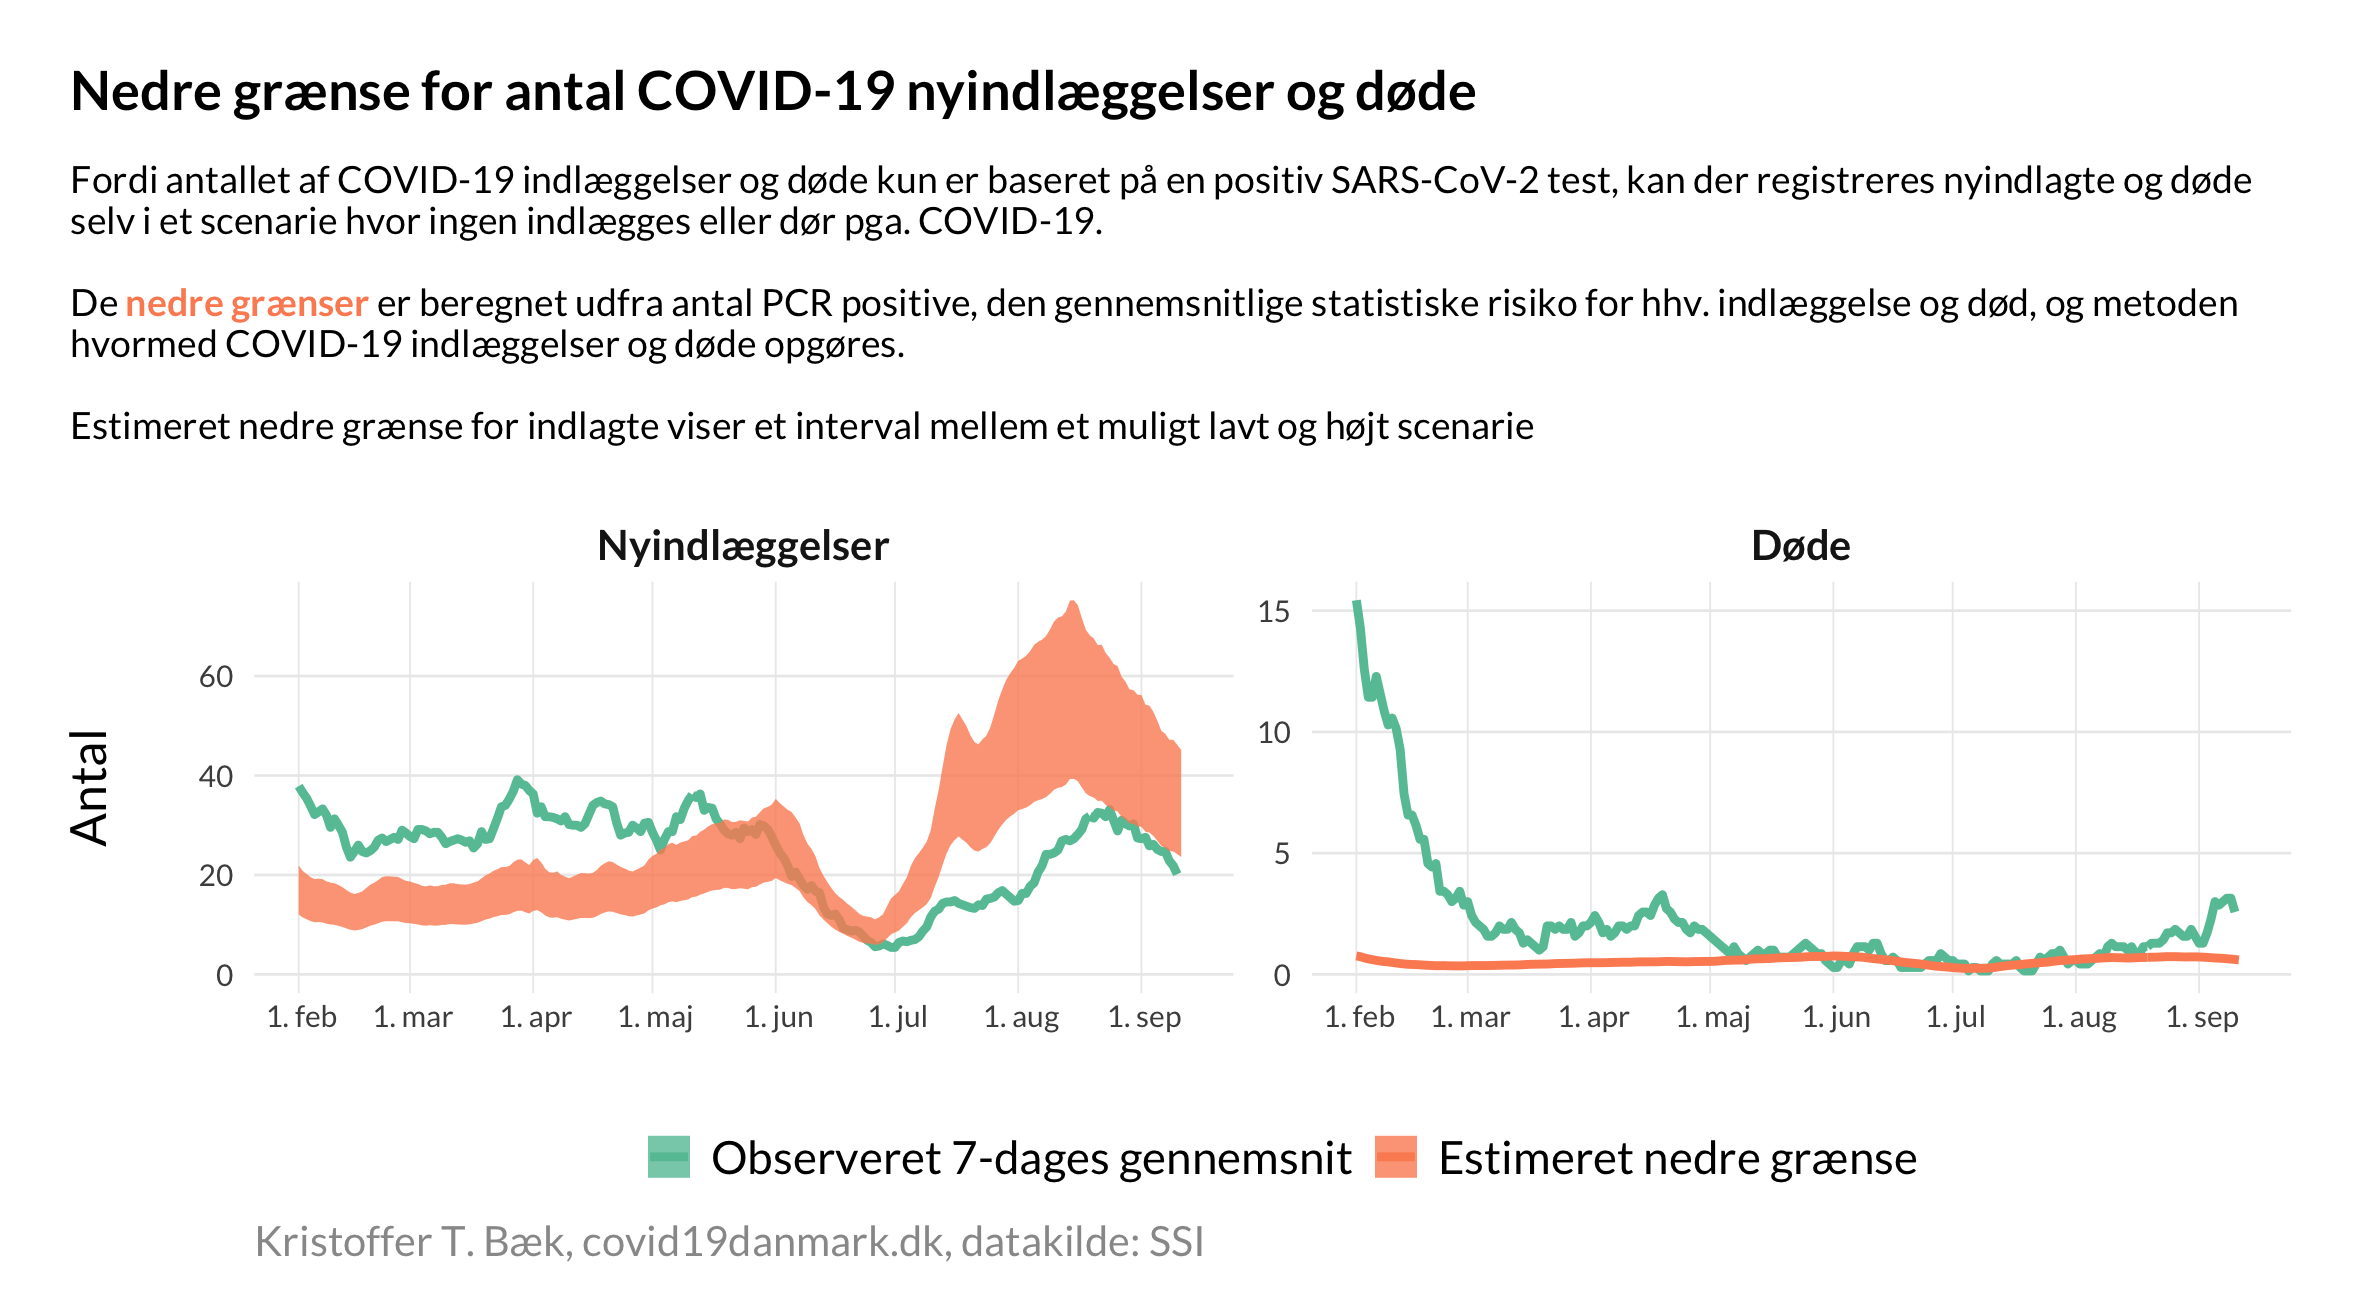 Nedre grænse for antal COVID-19 nyindlæggelser og døde
Fordi antallet af COVID-19 indlæggelser og døde kun er baseret på en positiv SARS-CoV-2 test, kan der registreres nyindlagte og døde
selv i et scenarie hvor ingen indlægges eller dør pga. COVID-19.
De nedre grænser er beregnet udfra antal PCR positive, den gennemsnitlige statistiske risiko for hhv. indlæggelse og død, og metoden
hvormed COVID-19 indlæggelser og døde opgøres.
Estimeret nedre grænse for indlagte viser et interval mellem et muligt lavt og højt scenarie
Nyindlæggelser
Antal
60
40
20
0
1. feb 1. mar 1. apr 1. maj 1. jun 1. jul 1. aug 1. sep
Døde
15
10
5
0
1. feb 1. mar 1. apr 1. maj 1. jun 1. jul 1. aug 1. sep
Observeret 7-dages gennemsnit Estimeret nedre grænse
Kristoffer T. Bæk, covid19danmark.dk, datakilde: SSI